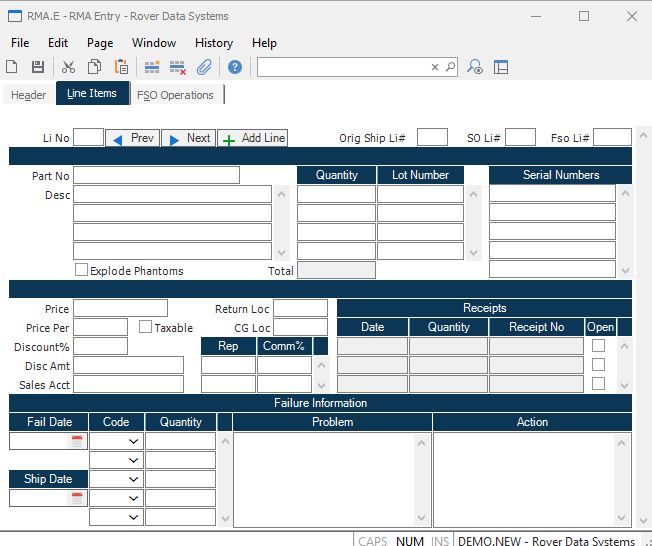 RMA.E - RMA Entry - Rover Data Systems
File Edit Page Window History Help
Header Line Items FSO Operations
Li No Prev Next Add Line Orig Ship Li# SO Li# Fso Li#
Part No Quantity Lot Number Serial Numbers
Desc
Explode Phantoms Total
Price Return Loc Receipts
Price Per Taxable CG Loc Date Quantity Receipt No Open
Discount% Rep Comm%
Disc Amt
Sales Acct
Failure Information
Fail Date Code Quantity Problem Action
Ship Date
CAPS NUM INS DEMO.NEW - Rover Data Systems